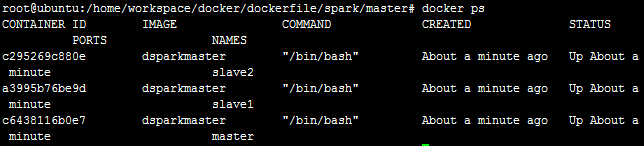 root@ubuntu:/home/workspace/docker/dockerfile/spark/master# docker ps
CONTAINER ID        IMAGE               COMMAND             CREATED             STATUS
         PORTS               NAMES
c295269c880e        dsparkmaster        "/bin/bash"         About a minute ago  Up About a
 minute                      slave2
a3995b76be9d        dsparkmaster        "/bin/bash"         About a minute ago  Up About a
 minute                      slave1
c6438116b0e7        dsparkmaster        "/bin/bash"         About a minute ago  Up About a
 minute                      master